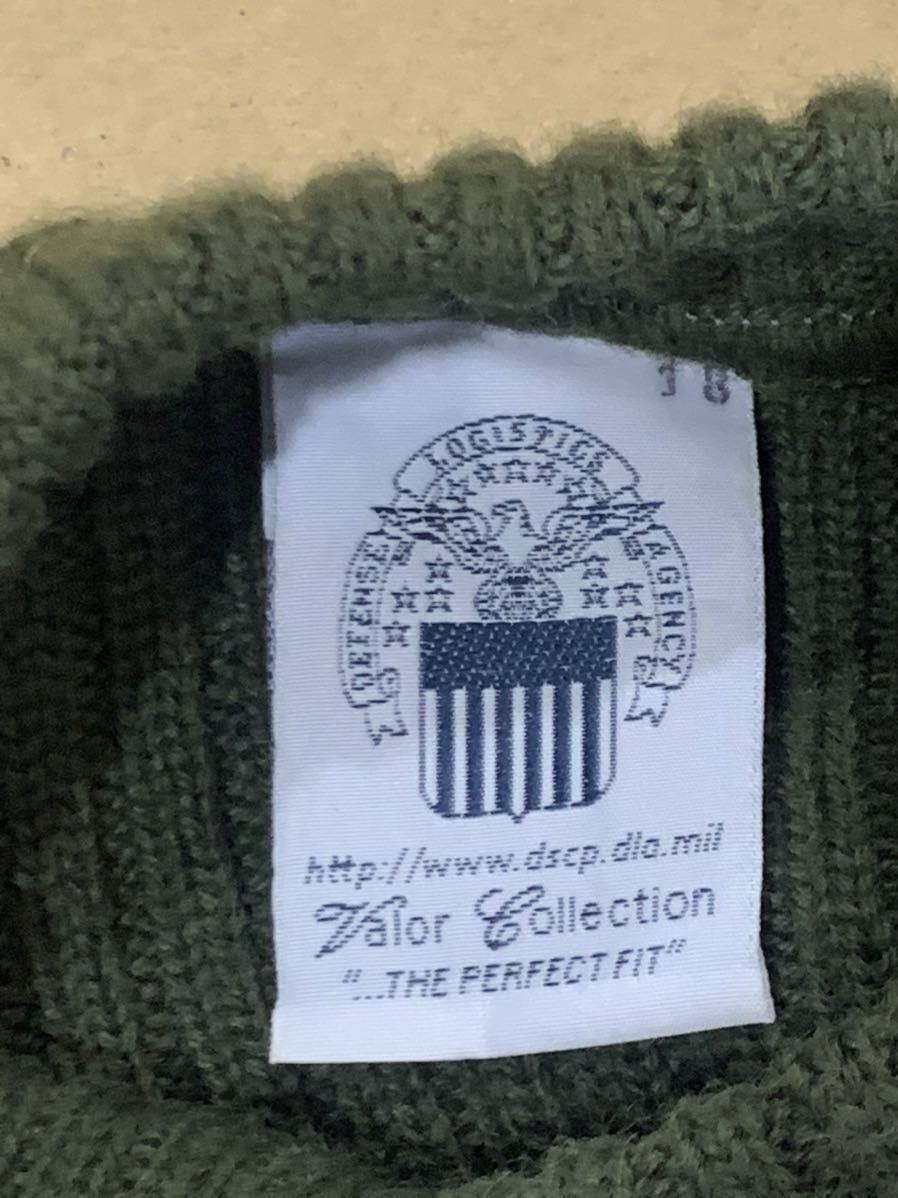 18
DEFENSE LOGISTICS AGENCY
http://www.dscp.dla.mil
Valor Collection
"...THE PERFECT FIT"